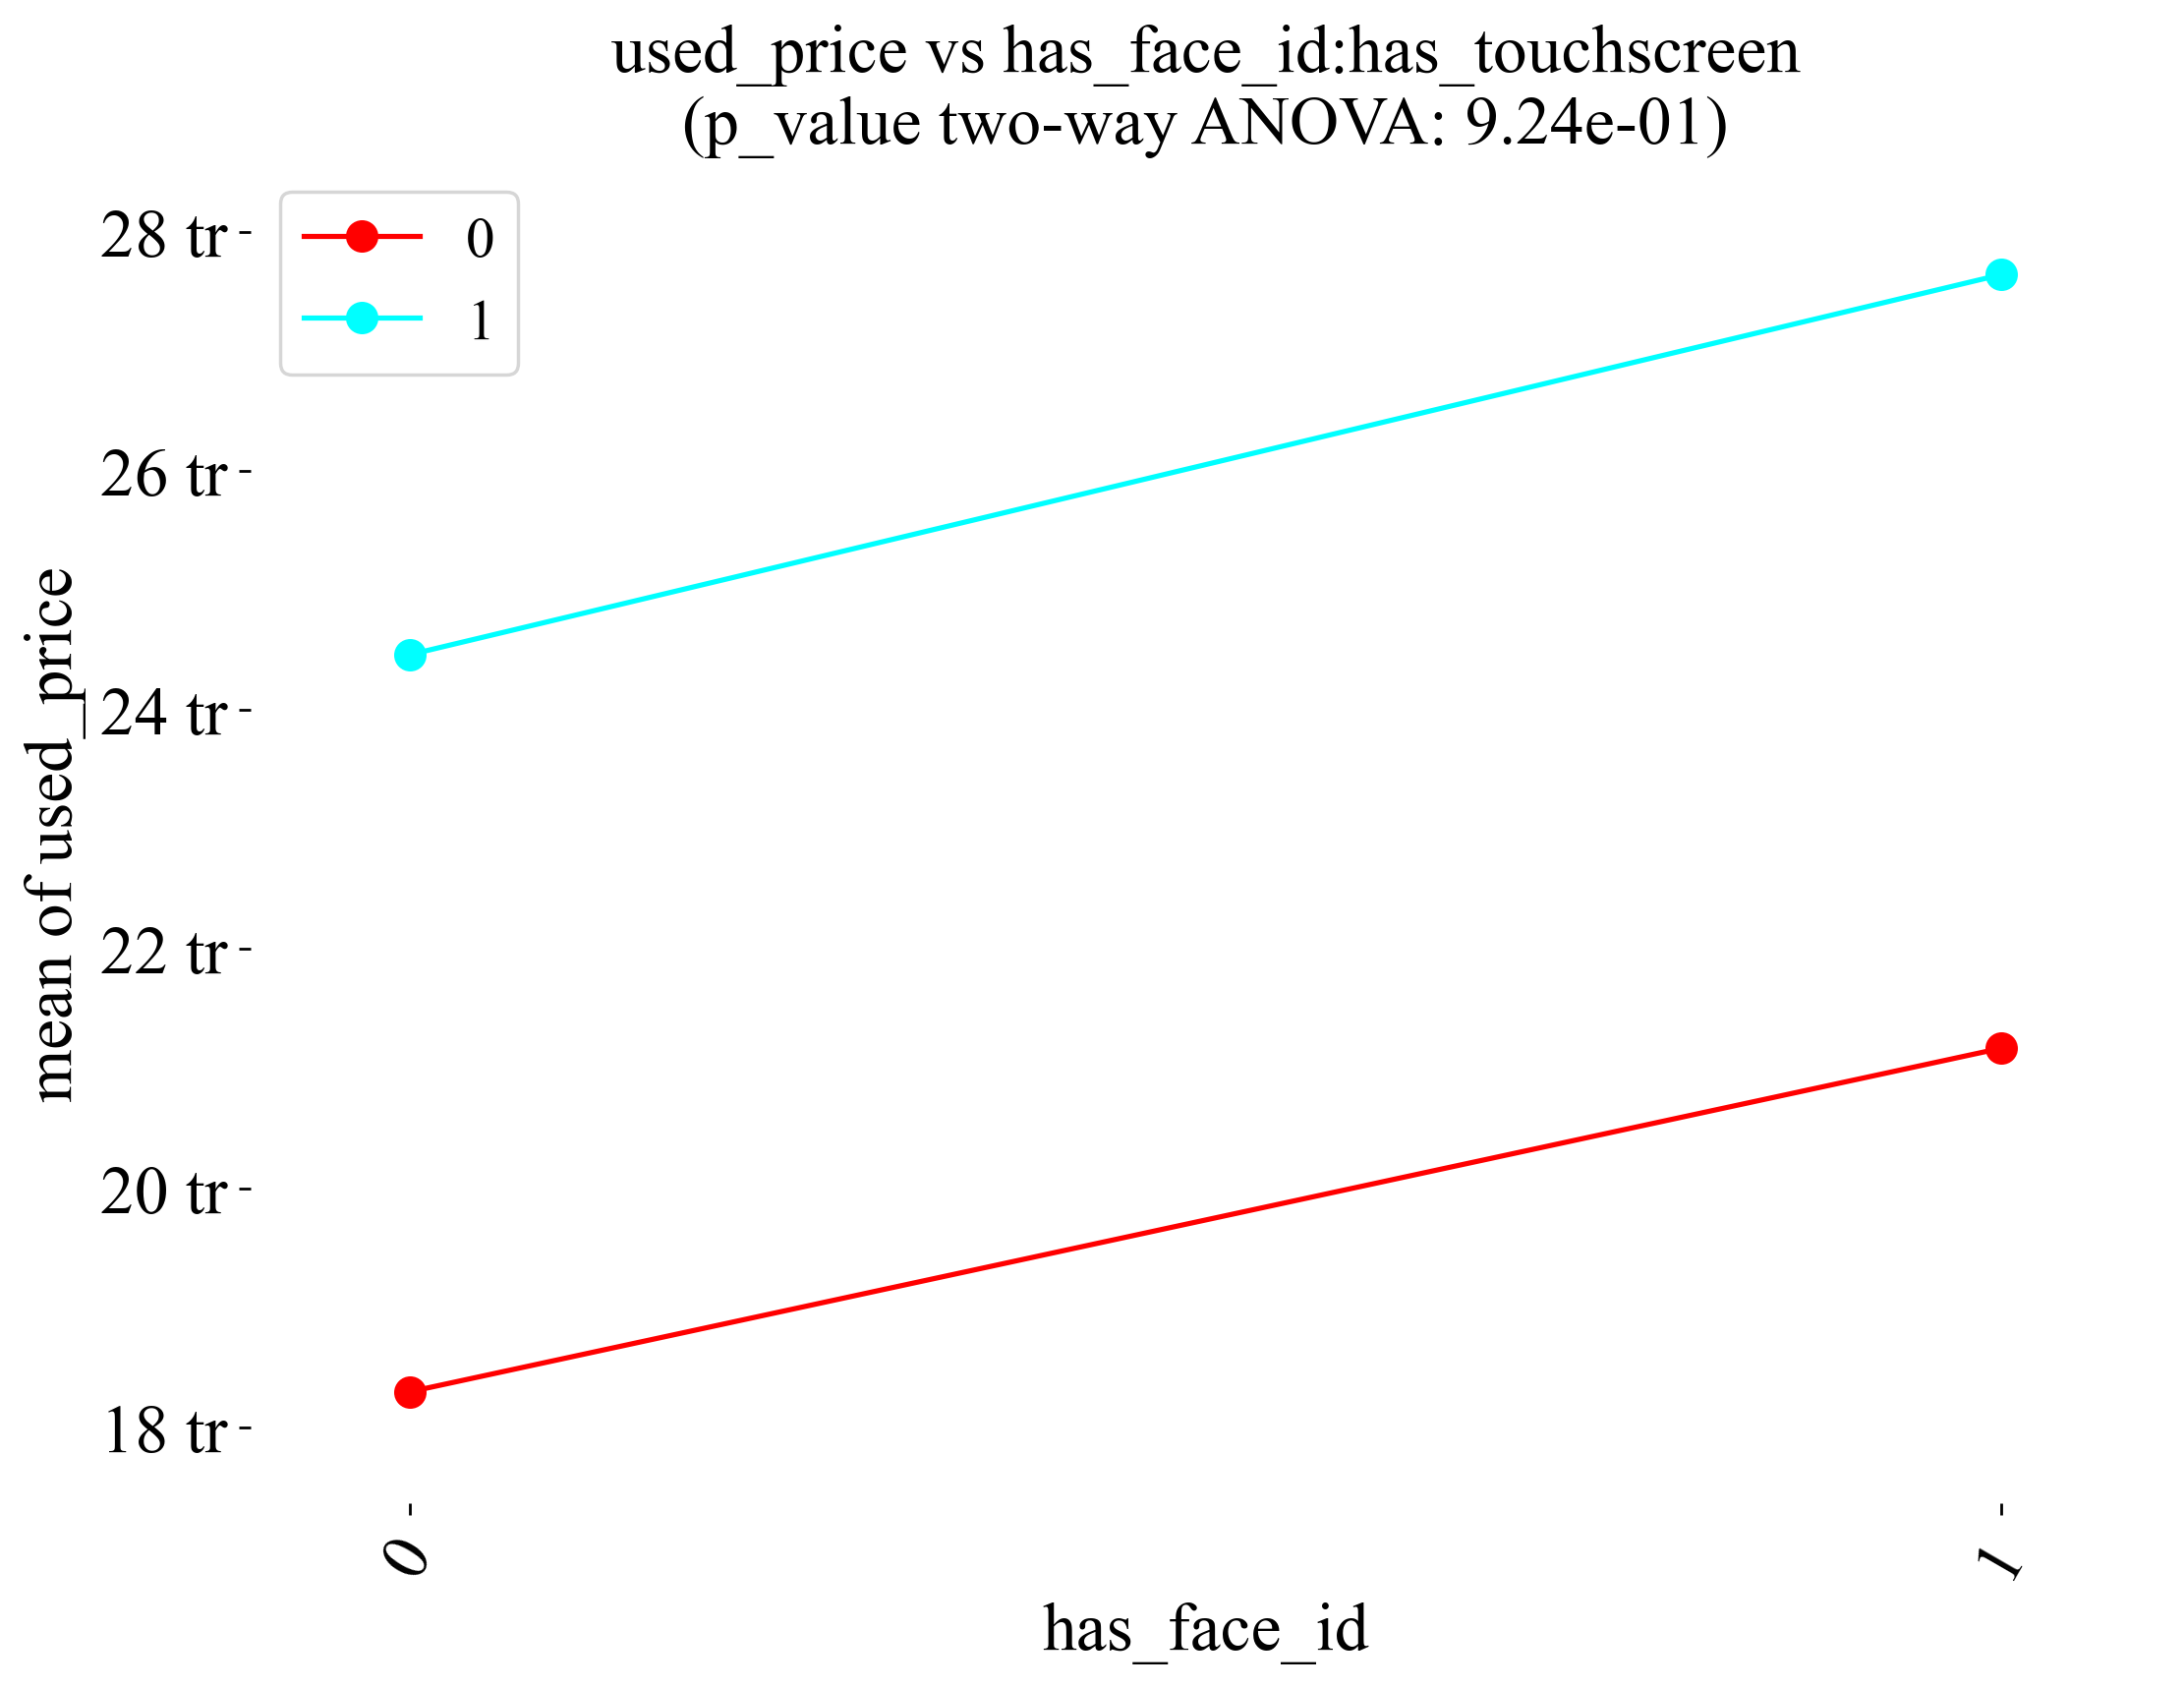 used_price vs has_face_id:has_touchscreen
(p_value two-way ANOVA: 9.24e-01)
0
1
28 tr
26 tr
24 tr
22 tr
20 tr
18 tr
mean of used_price
0
1
has_face_id